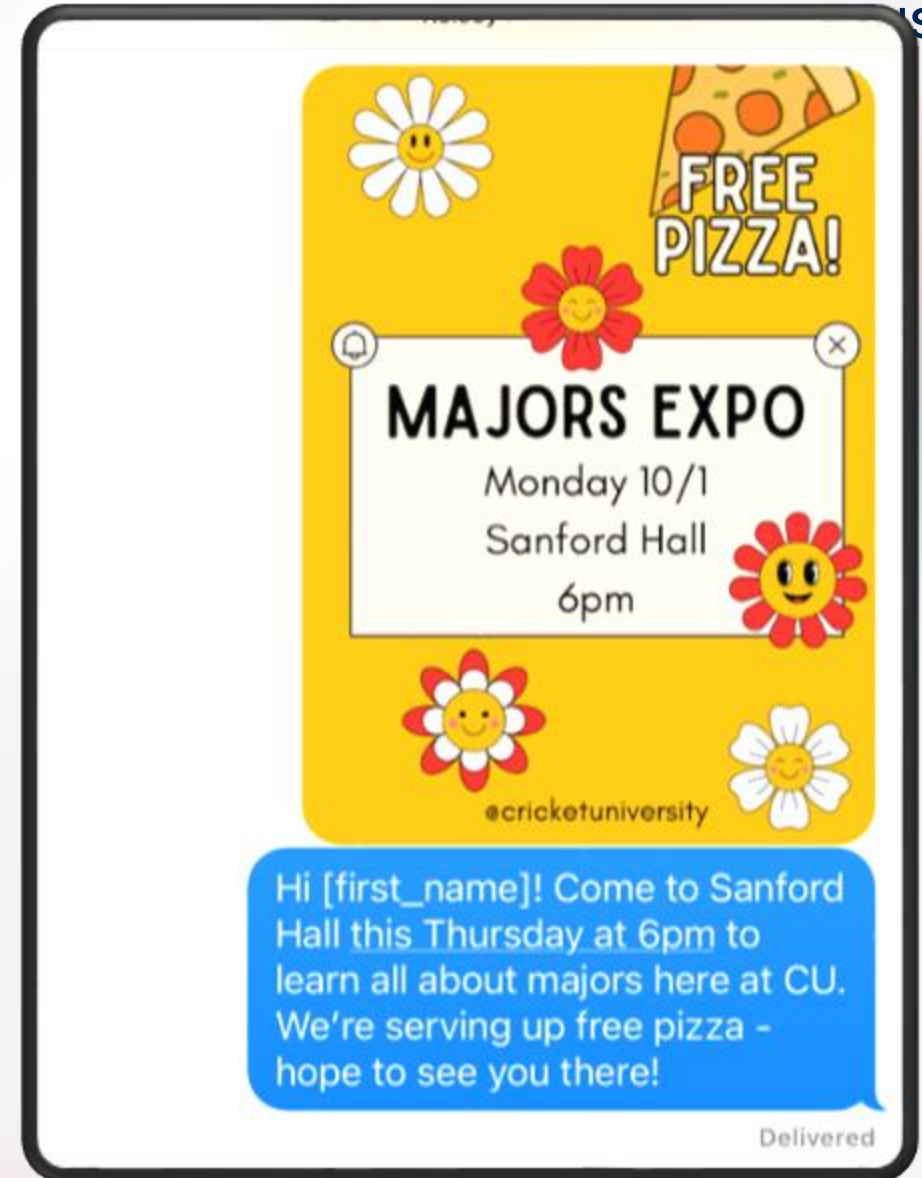 FREE
PIZZA!
MAJORS EXPO
Monday 10/1
Sanford Hall
6pm
@cricketuniversity
Hi [first_name]! Come to Sanford
Hall this Thursday at 6pm to
learn all about majors here at CU.
We're serving up free pizza -
hope to see you there!
Delivered